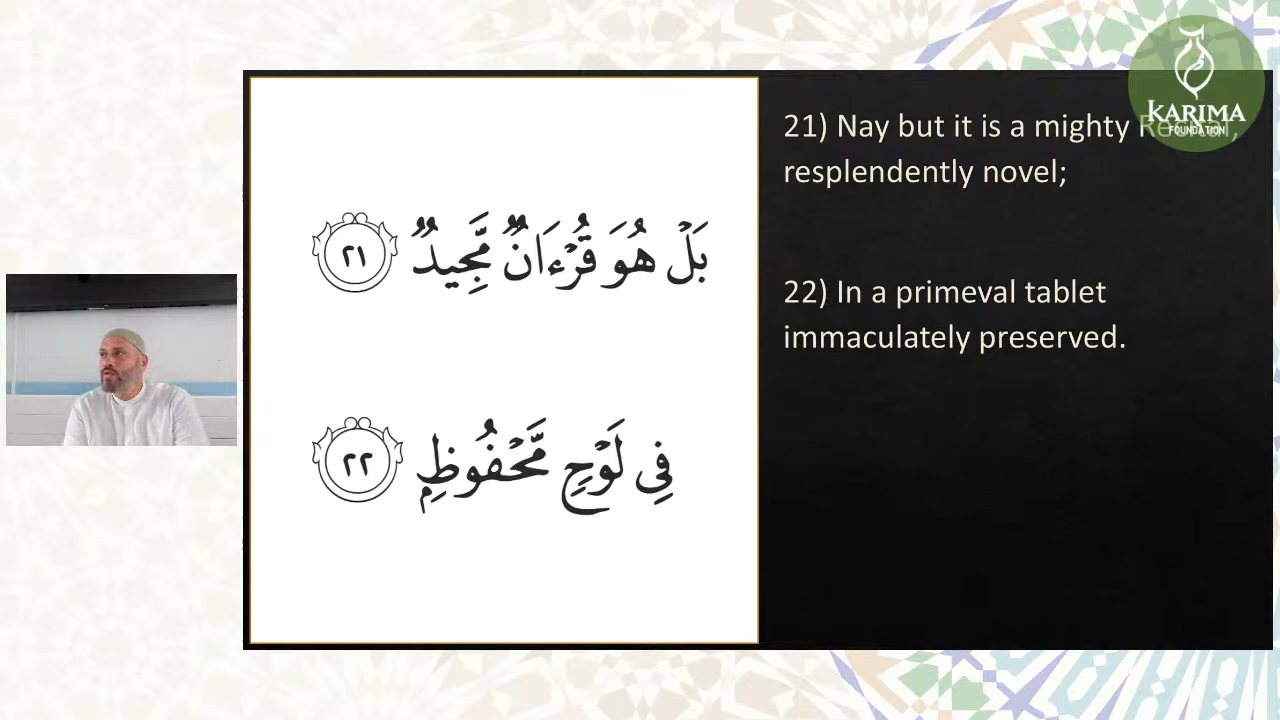 بَلْ هُوَ قُرْءَانٌ مَّجِيدٌ ٢١
فِى لَوْحٍ مَّحْفُوظٍۭ ٢٢
21) Nay but it is a mighty Recital,
resplendently novel;
22) In a primeval tablet
immaculately preserved.
KARIMA
FOUNDATION